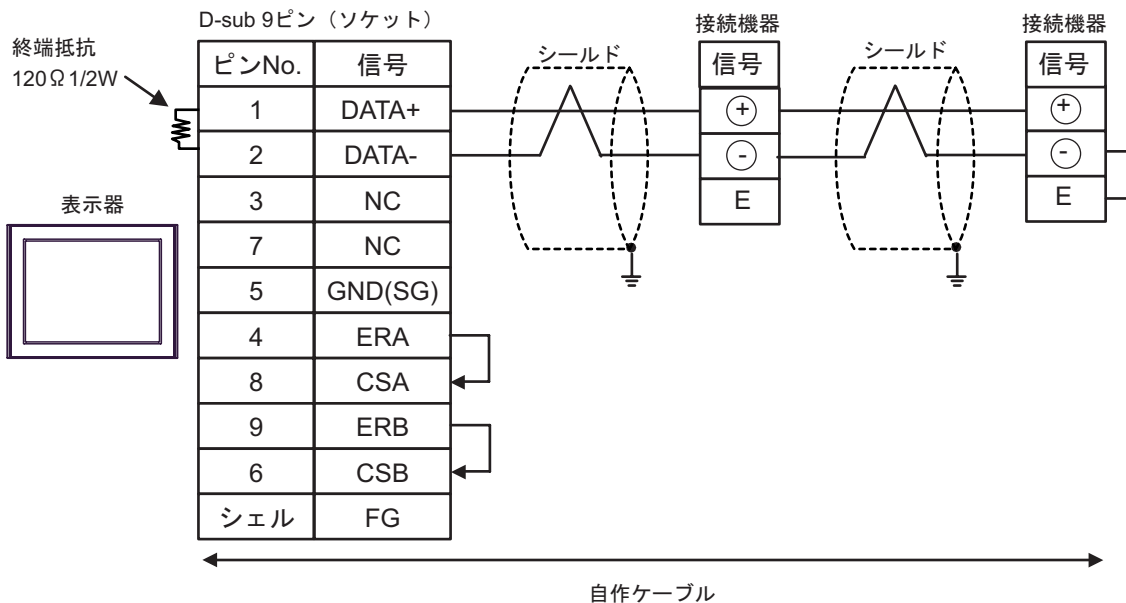 D-sub 9ピン（ソケット）
終端抵抗
120Ω1/2W
表示器
ピンNo. 信号
1 DATA+
2 DATA-
3 NC
7 NC
5 GND(SG)
4 ERA
8 CSA
9 ERB
6 CSB
シェル FG
シールド
接続機器
信号
+
-
E
シールド
接続機器
信号
+
-
E
自作ケーブル